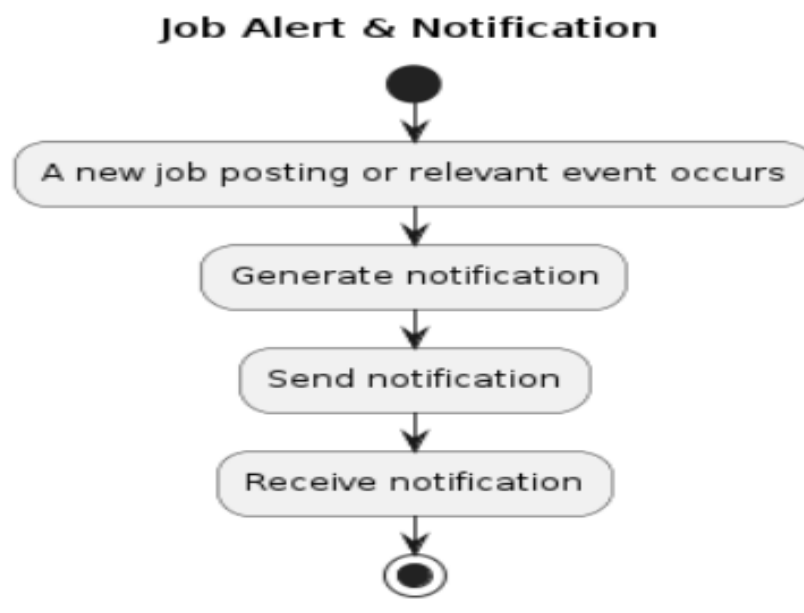 Job Alert & Notification
A new job posting or relevant event occurs
Generate notification
Send notification
Receive notification